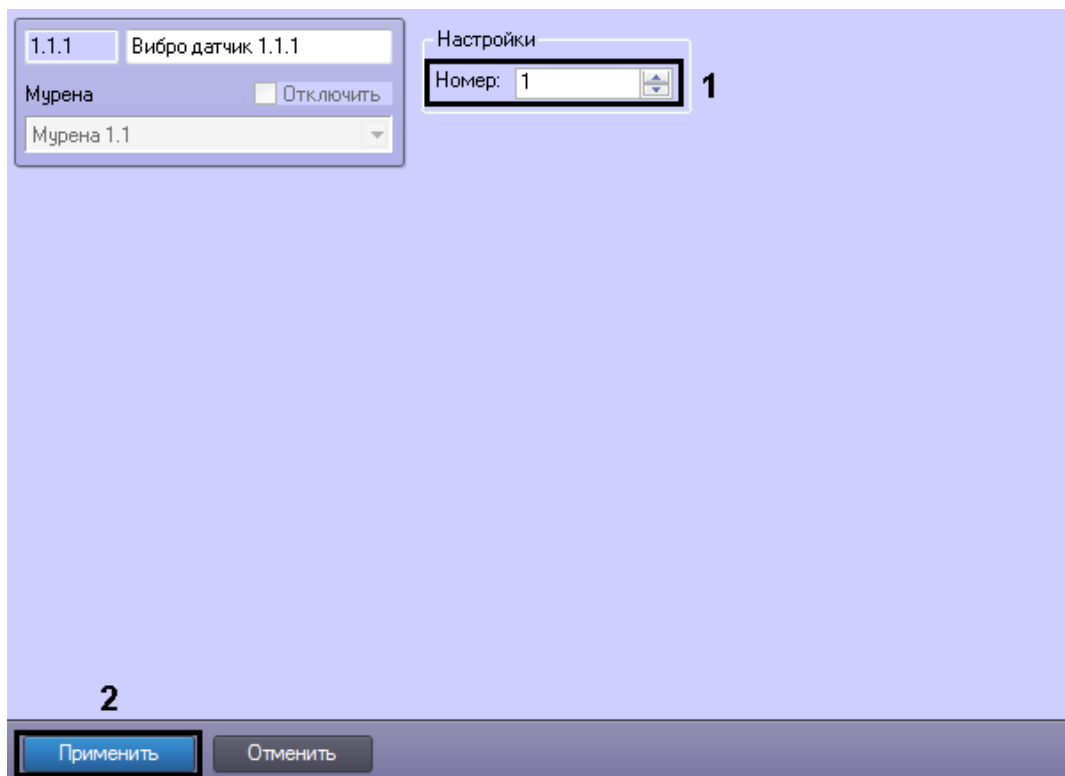 1.1.1 Вибро датчик 1.1.1
Мурена Отключить
Мурена 1.1
Настройки
Номер: 1
1
2
Применить Отменить